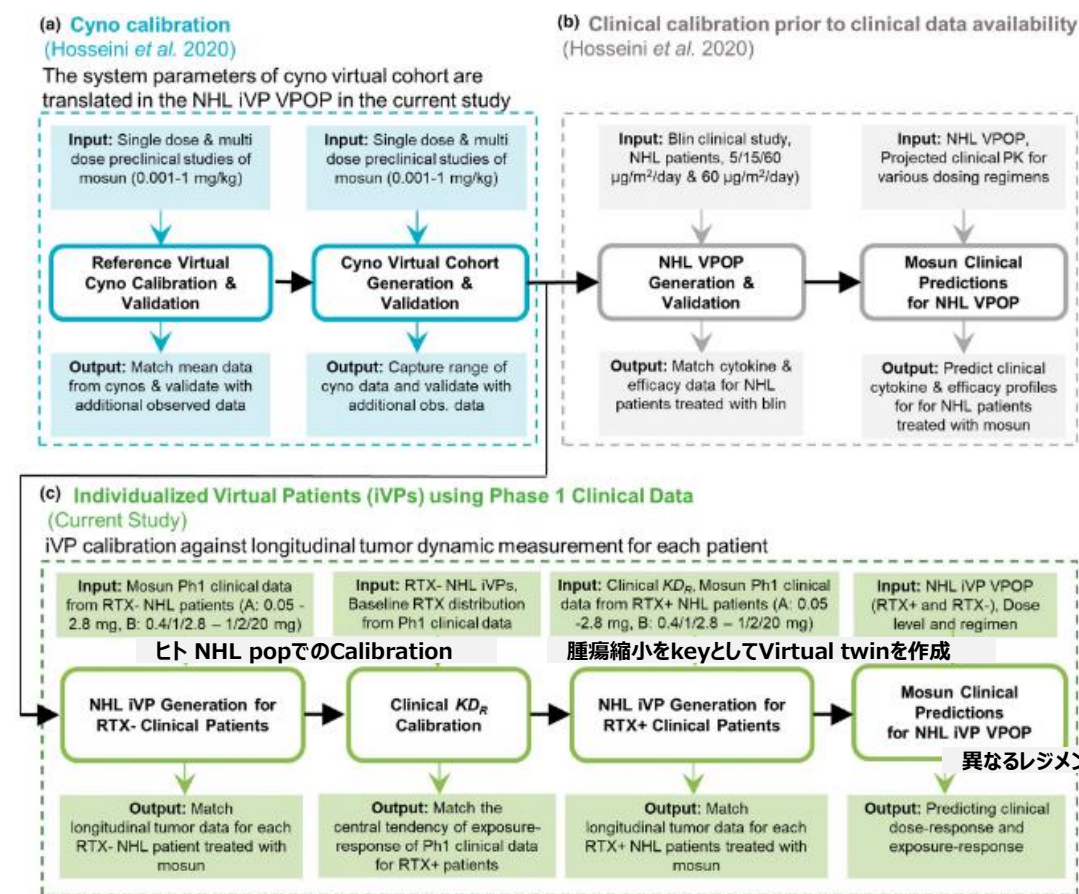 (a) Cyno calibration
(Hosseini et al. 2020)
The system parameters of cyno virtual cohort are
translated in the NHL iVP VPOP in the current study
Input: Single dose & multi
dose preclinical studies of
mosun (0.001-1 mg/kg)
Input: Single dose & multi
dose preclinical studies of
mosun (0.001-1 mg/kg)
Reference Virtual
Cyno Calibration &
Validation
Cyno Virtual Cohort
Generation &
Validation
Output: Match mean data
from cynos & validate with
additional observed data
Output: Capture range of
cyno data and validate with
additional obs. data
(b) Clinical calibration prior to clinical data availability
(Hosseini et al. 2020)
Input: Blin clinical study,
NHL patients, 5/15/60
µg/m²/day & 60 µg/m²/day)
Input: NHL VPOP,
Projected clinical PK for
various dosing regimens
NHL VPOP
Generation &
Validation
Mosun Clinical
Predictions
for NHL VPOP
Output: Match cytokine &
efficacy data for NHL
patients treated with blin
Output: Predict clinical
cytokine & efficacy profiles
for for NHL patients
treated with mosun
(c) Individualized Virtual Patients (iVPs) using Phase 1 Clinical Data
(Current Study)
iVP calibration against longitudinal tumor dynamic measurement for each patient
Input: Mosun Ph1 clinical data
from RTX- NHL patients (A: 0.05 -
2.8 mg, B: 0.4/1/2.8 – 1/2/20 mg)
Input: RTX- NHL iVPs,
Baseline RTX distribution
from Ph1 clinical data
Input: Clinical KDR, Mosun Ph1 clinical
data from RTX+ NHL patients (A: 0.05
-2.8 mg, B: 0.4/1/2.8 – 1/2/20 mg)
Input: NHL iVP VPOP
(RTX+ and RTX-), Dose
level and regimen
ヒト NHL popでのCalibration
腫瘍縮小をkeyとしてVirtual twinを作成
NHL iVP Generation for
RTX- Clinical Patients
Clinical KDR
Calibration
NHL iVP Generation for
RTX+ Clinical Patients
Mosun Clinical
Predictions
for NHL iVP VPOP
異なるレジメン
Output: Match
longitudinal tumor data for each
RTX- NHL patient treated with
mosun
Output: Match the
central tendency of exposure-
response of Ph1 clinical data
for RTX+ patients
Output: Match
longitudinal tumor data for each
RTX+ NHL patients treated with
mosun
Output: Predicting clinical
dose-response and
exposure-response